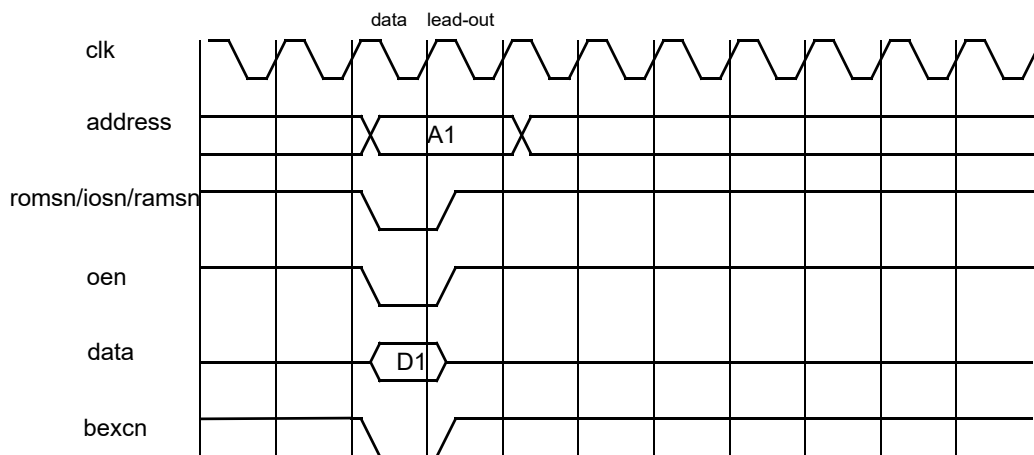 data lead-out
clk
address
A1
romsn/iosn/ramsn
oen
data
D1
bexcn